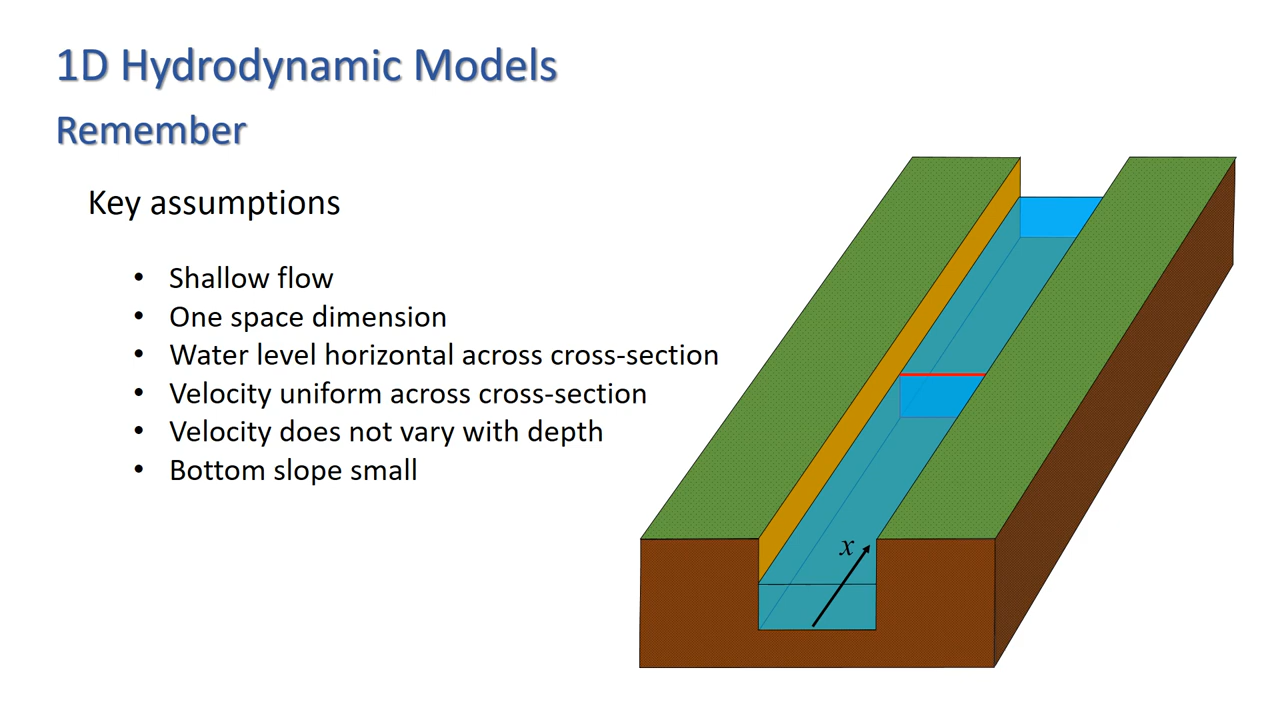 1D Hydrodynamic Models
Remember
Key assumptions
• Shallow flow
• One space dimension
• Water level horizontal across cross-section
• Velocity uniform across cross-section
• Velocity does not vary with depth
• Bottom slope small
x